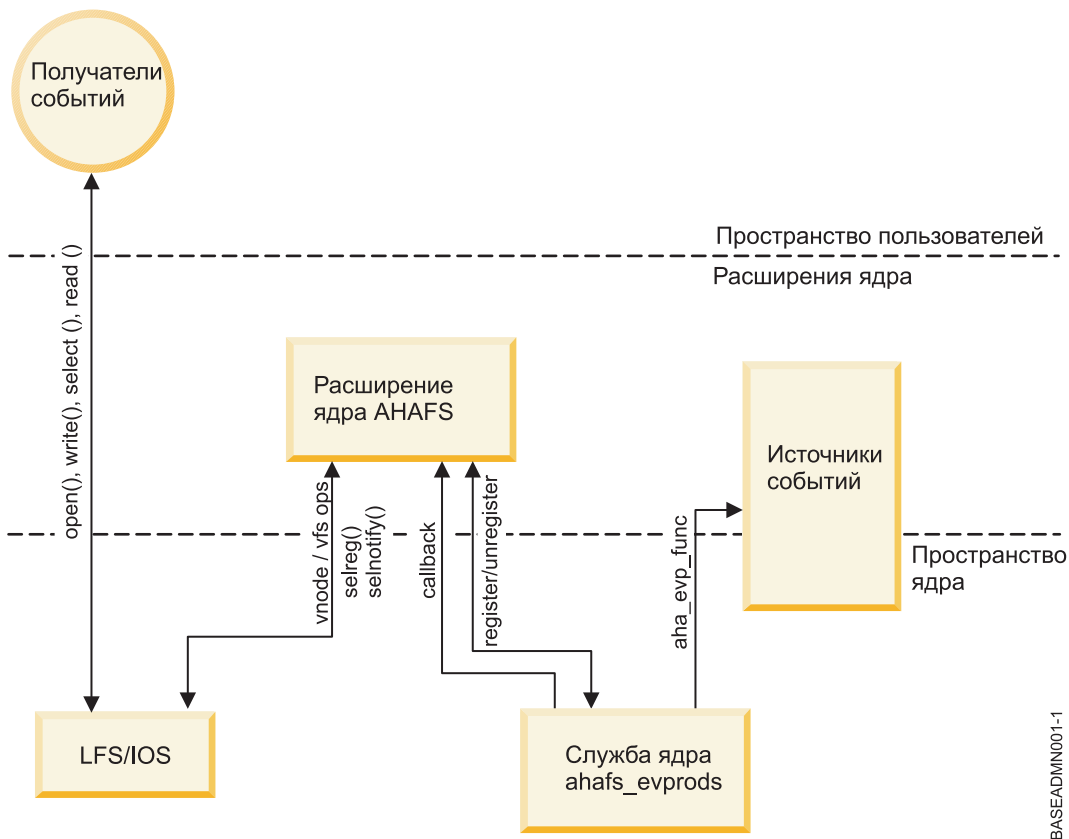 Получатели
событий
Пространство пользователей
Расширения ядра
open(), write(), select (), read ()
Расширение
ядра AHAFS
Источники
событий
vnode / vfs ops
selreg()
selnotify()
callback
register/unregister
aha_evp_func
Пространство
ядра
LFS/IOS
Служба ядра
ahafs_evprods
BASEADMN001-1